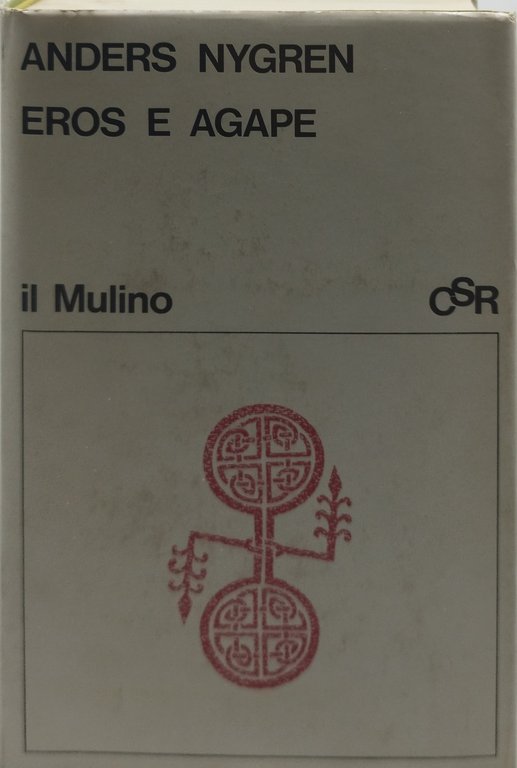 ANDERS NYGREN
EROS E AGAPE
il Mulino
CSR